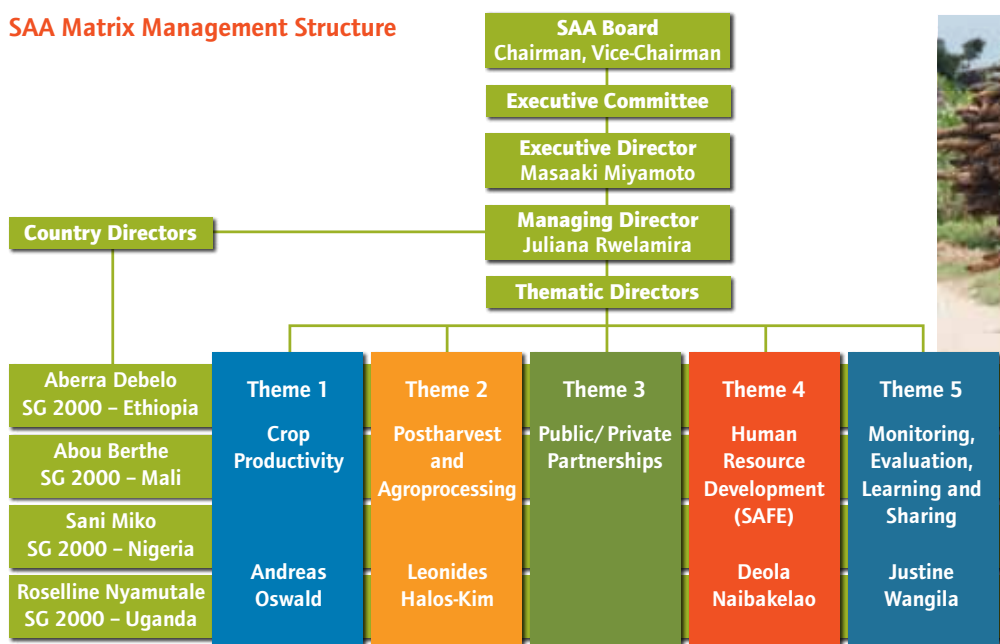 SAA Matrix Management Structure
SAA Board
Chairman, Vice-Chairman
Executive Committee
Executive Director
Masaaki Miyamoto
Country Directors
Managing Director
Juliana Rwelamira
Thematic Directors
Aberra Debelo
SG 2000 – Ethiopia
Abou Berthe
SG 2000 – Mali
Sani Miko
SG 2000 – Nigeria
Roselline Nyamutale
SG 2000 – Uganda
Theme 1
Crop
Productivity
Andreas
Oswald
Theme 2
Postharvest
and
Agroprocessing
Leonides
Halos-Kim
Theme 3
Public/ Private
Partnerships
Theme 4
Human
Resource
Development
(SAFE)
Deola
Naibakelao
Theme 5
Monitoring,
Evaluation,
Learning and
Sharing
Justine
Wangila